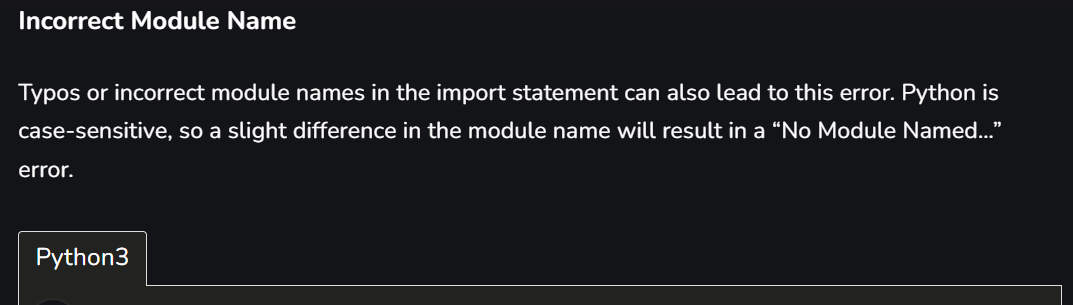 Incorrect Module Name
Typos or incorrect module names in the import statement can also lead to this error. Python is
case-sensitive, so a slight difference in the module name will result in a “No Module Named…”
error.
Python3